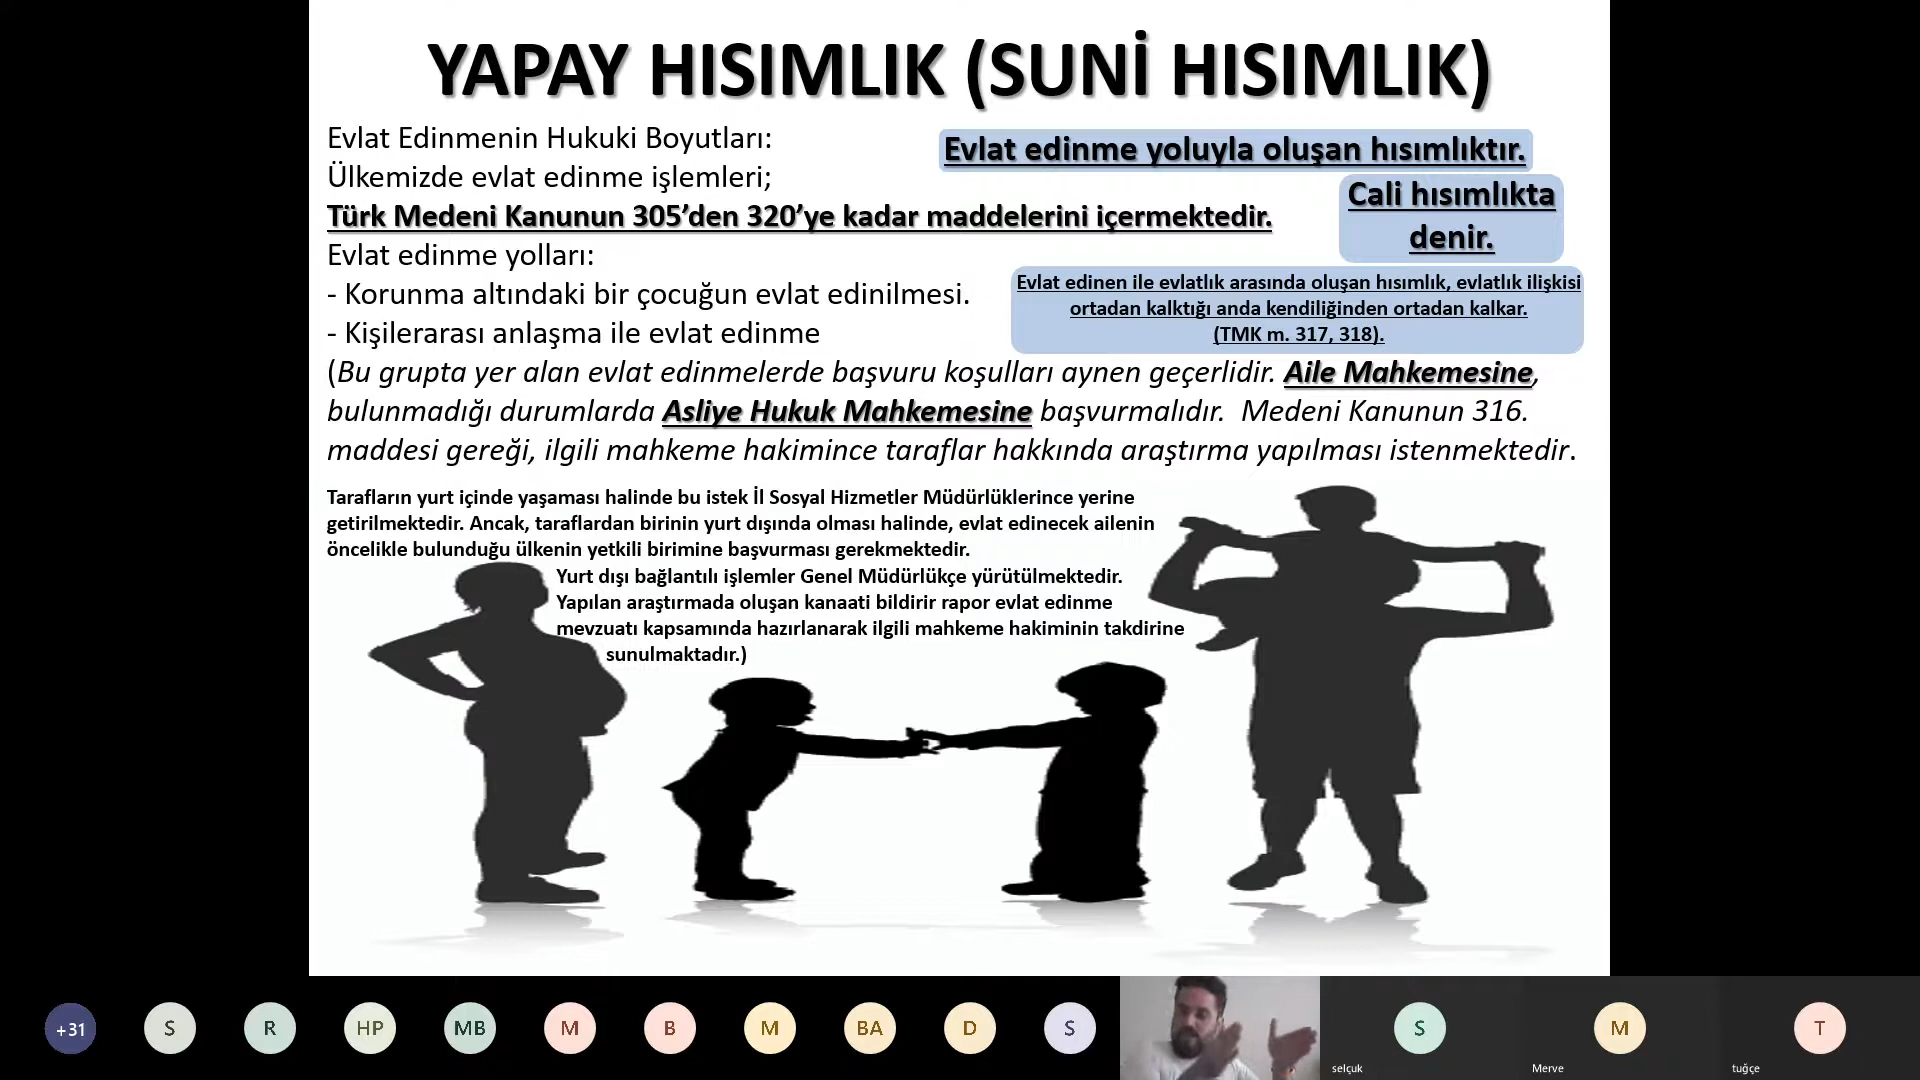 YAPAY HISIMLIK (SUNİ HISIMLIK)
Evlat Edinmenin Hukuki Boyutları:
Ülkemizde evlat edinme işlemleri;
Türk Medeni Kanunun 305’den 320’ye kadar maddelerini içermektedir.
Evlat edinme yolları:
- Korunma altındaki bir çocuğun evlat edinilmesi.
- Kişilerarası anlaşma ile evlat edinme
Evlat edinme yoluyla oluşan hısımlıktır.
Cali hısımlıkta
denir.
Evlat edinen ile evlatlık arasında oluşan hısımlık, evlatlık ilişkisi
ortadan kalktığı anda kendiliğinden ortadan kalkar.
(TMK m. 317, 318).
(Bu grupta yer alan evlat edinmelerde başvuru koşulları aynen geçerlidir. Aile Mahkemesine,
bulunmadığı durumlarda Asliye Hukuk Mahkemesine başvurmalıdır. Medeni Kanunun 316.
maddesi gereği, ilgili mahkeme hakimince taraflar hakkında araştırma yapılması istenmektedir.
Tarafların yurt içinde yaşaması halinde bu istek İl Sosyal Hizmetler Müdürlüklerince yerine
getirilmektedir. Ancak, taraflardan birinin yurt dışında olması halinde, evlat edinecek ailenin
öncelikle bulunduğu ülkenin yetkili birimine başvurması gerekmektedir.
Yurt dışı bağlantılı işlemler Genel Müdürlükçe yürütülmektedir.
Yapılan araştırmada oluşan kanaati bildirir rapor evlat edinme
mevzuatı kapsamında hazırlanarak ilgili mahkeme hakiminin takdirine
sunulmaktadır.)
+31 S R HP MB M B M BA D S S M T
selçuk Merve tuğçe